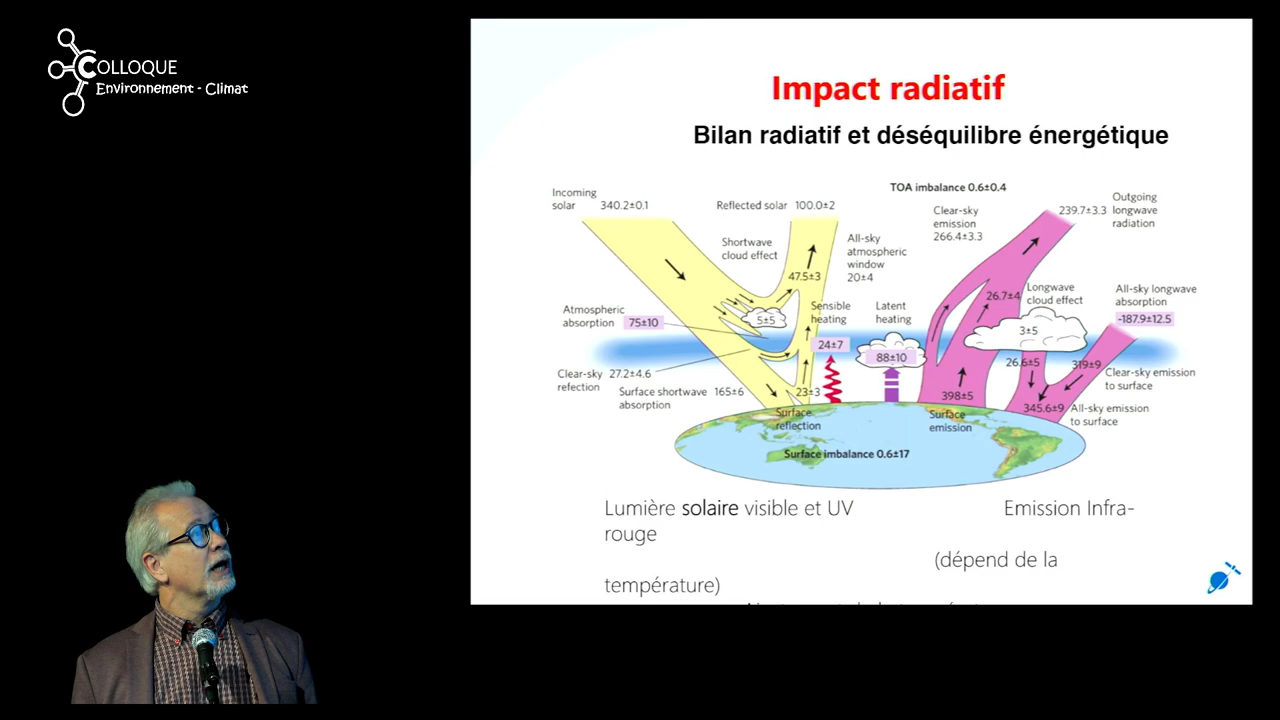 COLLOQUE
Environnement - Climat
Impact radiatif
Bilan radiatif et déséquilibre énergétique
TOA imbalance 0.6±0.4
Incoming
solar 340.2±0.1
Reflected solar 100.0±2
Clear-sky
emission
266.4±3.3
239.7±3.3
Outgoing
longwave
radiation
Shortwave
cloud effect
47.5±3
All-sky
atmospheric
window
20±4
26.7±4
Longwave
cloud effect
All-sky longwave
absorption
-187.9±12.5
Atmospheric
absorption 75±10
5±5
Sensible
heating
24±7
Latent
heating
88±10
3±5
Clear-sky
refection 27.2±4.6
Surface shortwave
absorption 165±6
23±3
398±5
26.6±5
319±9
Clear-sky emission
to surface
345.6±9
All-sky emission
to surface
Surface
reflection
Surface
emission
Surface imbalance 0.6±17
Lumière solaire visible et UV Emission Infra-
rouge
(dépend de la
température)